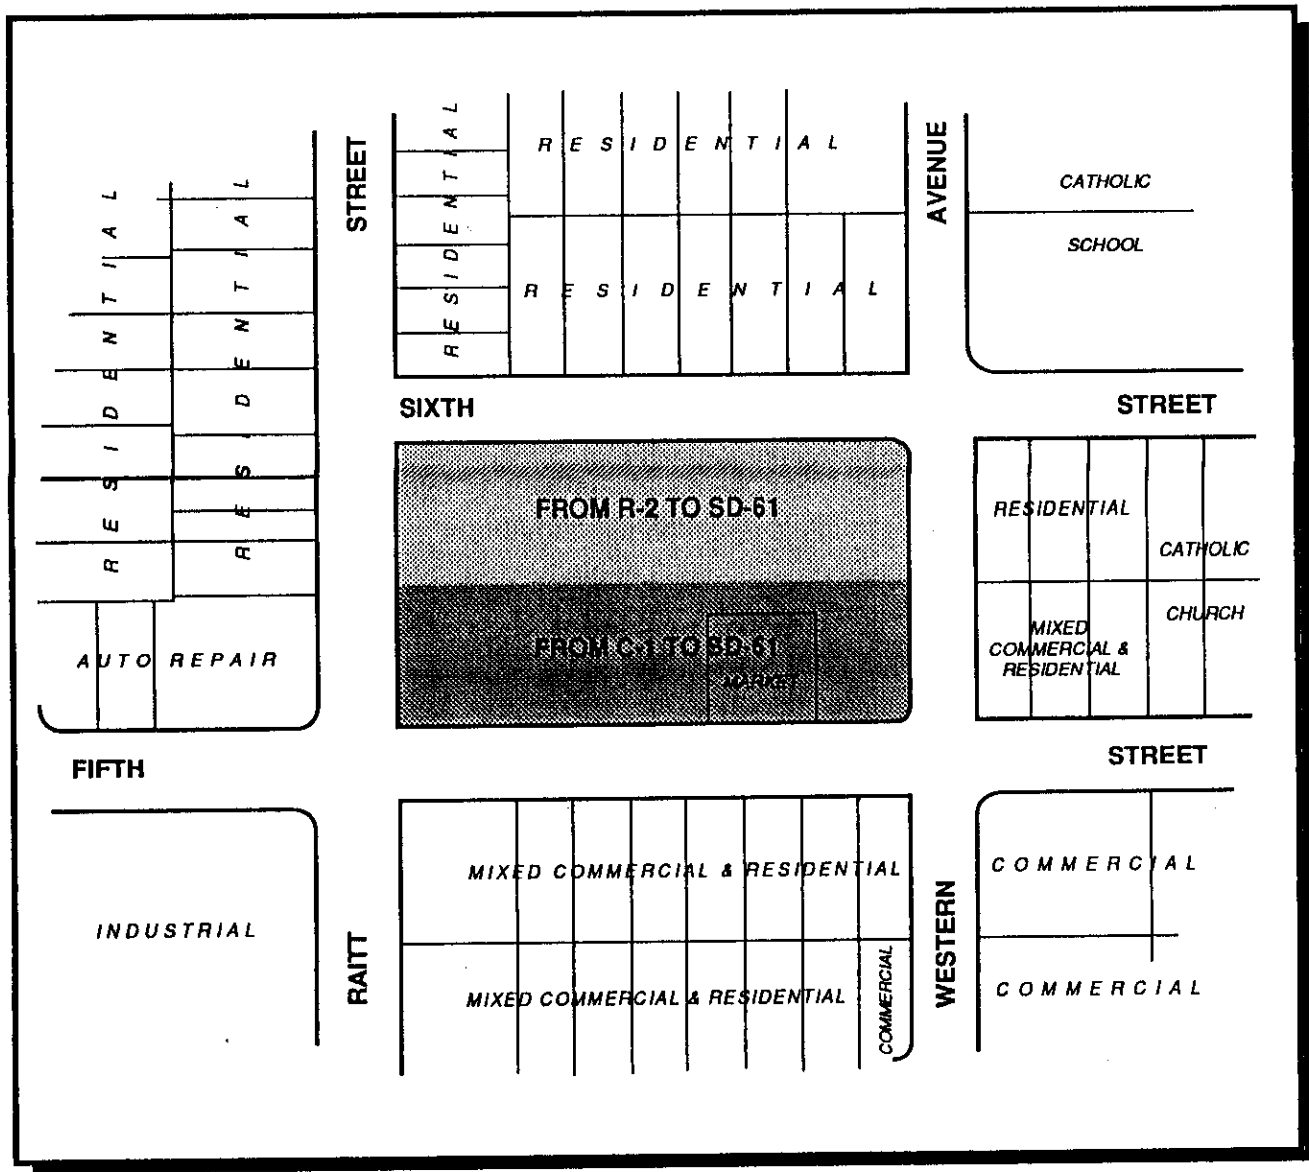 RESIDENTIAL
RESIDENTIAL
STREET
RESIDENTIAL
RESIDENTIAL
RESIDENTIAL
AVENUE
CATHOLIC
SCHOOL
SIXTH
STREET
FROM R-2 TO SD-61
RESIDENTIAL
CATHOLIC
CHURCH
FROM C-1 TO SD-61
MARKET
MIXED
COMMERCIAL &
RESIDENTIAL
AUTO REPAIR
FIFTH
STREET
INDUSTRIAL
RAITT
MIXED COMMERCIAL & RESIDENTIAL
MIXED COMMERCIAL & RESIDENTIAL
COMMERCIAL
WESTERN
COMMERCIAL
COMMERCIAL